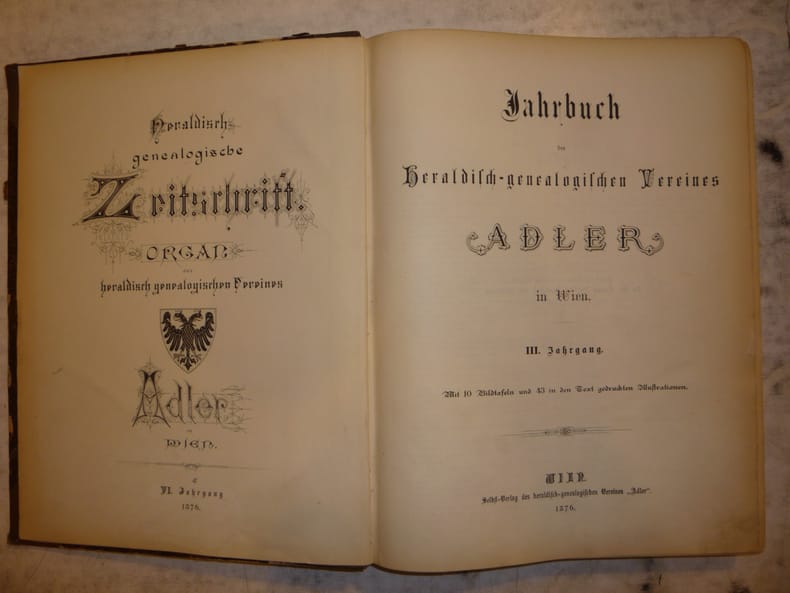 Heraldisch
genealogische
Zeitschrift.
ORGAN
des
heraldisch genealogischen Vereines
Adler
in
WIEN.
VI. Jahrgang
1876.
Jahrbuch
des
Heraldisch-genealogischen Vereines
ADLER
in Wien.
III. Jahrgang.
Mit 10 Bildtafeln und 43 in den Text gedruckten Illustrationen.
WIEN.
Selbst-Verlag des heraldisch-genealogischen Vereines „Adler“.
1876.